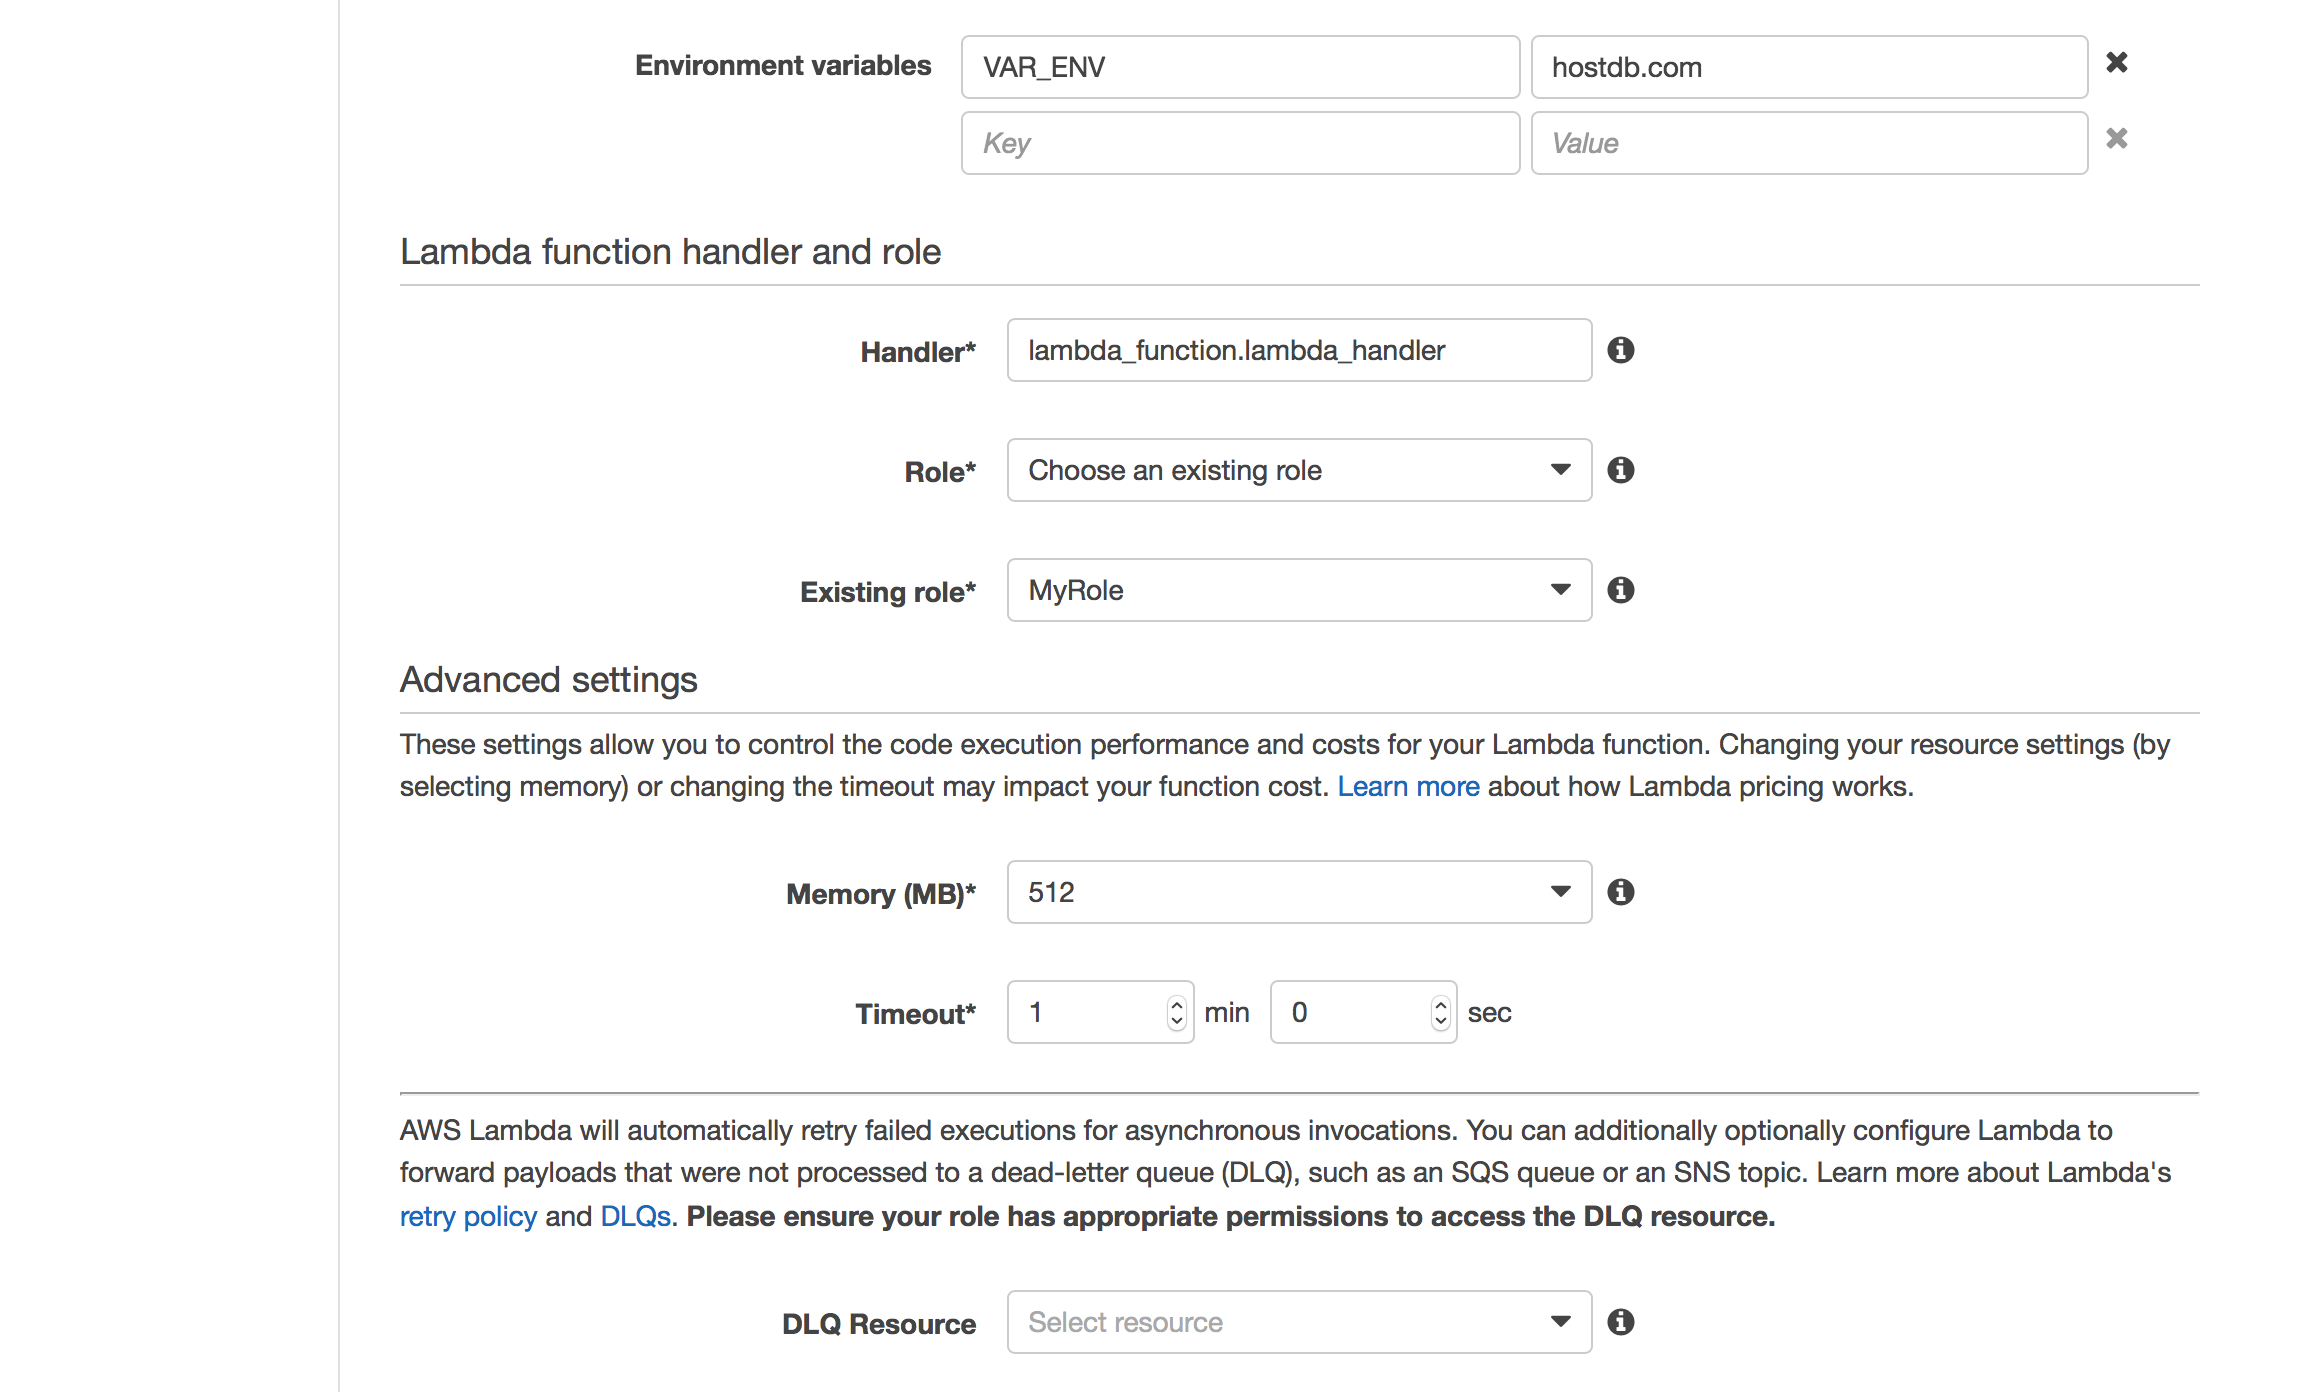 Environment variables VAR_ENV hostdb.com
Key Value
Lambda function handler and role
Handler* lambda_function.lambda_handler
Role* Choose an existing role
Existing role* MyRole
Advanced settings
These settings allow you to control the code execution performance and costs for your Lambda function. Changing your resource settings (by
selecting memory) or changing the timeout may impact your function cost. Learn more about how Lambda pricing works.
Memory (MB)* 512
Timeout* 1 min 0 sec
AWS Lambda will automatically retry failed executions for asynchronous invocations. You can additionally optionally configure Lambda to
forward payloads that were not processed to a dead-letter queue (DLQ), such as an SQS queue or an SNS topic. Learn more about Lambda's
retry policy and DLQs. Please ensure your role has appropriate permissions to access the DLQ resource.
DLQ Resource Select resource